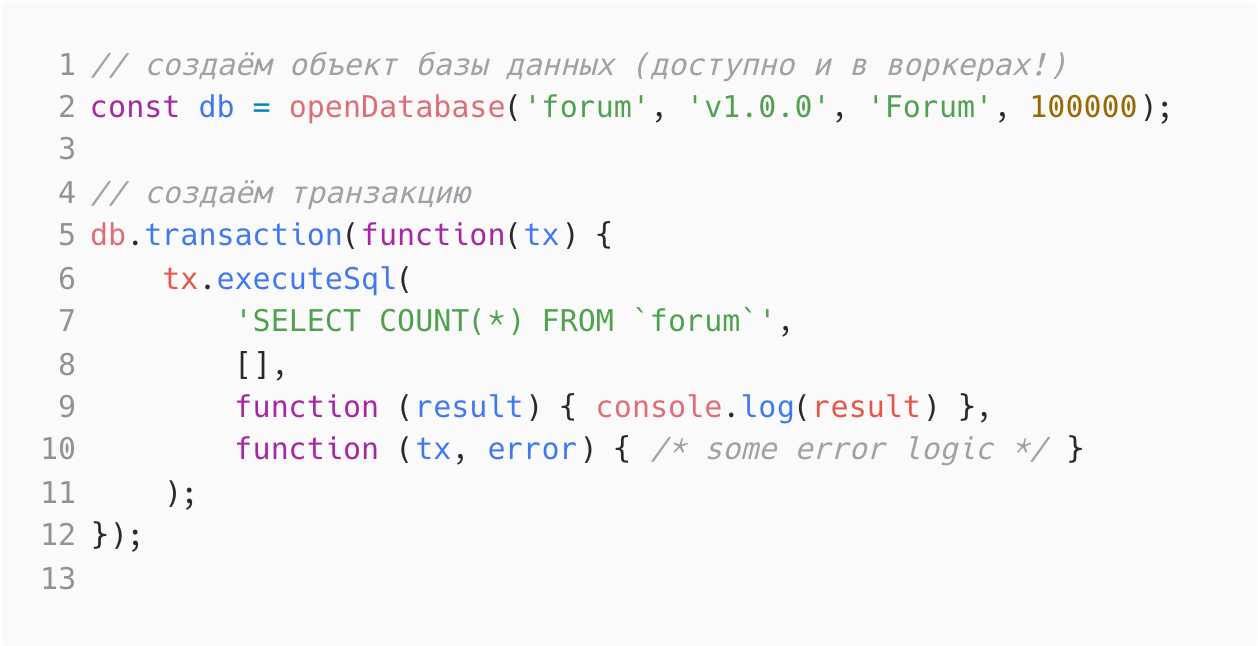 1 // создаём объект базы данных (доступно и в воркерах!)
2 const db = openDatabase('forum', 'v1.0.0', 'Forum', 100000);
3
4 // создаём транзакцию
5 db.transaction(function(tx) {
6     tx.executeSql(
7         'SELECT COUNT(*) FROM `forum`',
8         [],
9         function (result) { console.log(result) },
10         function (tx, error) { /* some error logic */ }
11     );
12 });
13